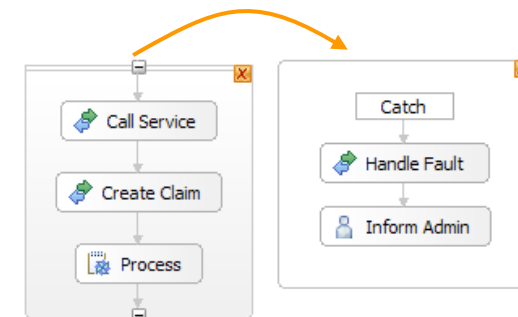 Call Service
Create Claim
Process
Catch
Handle Fault
Inform Admin